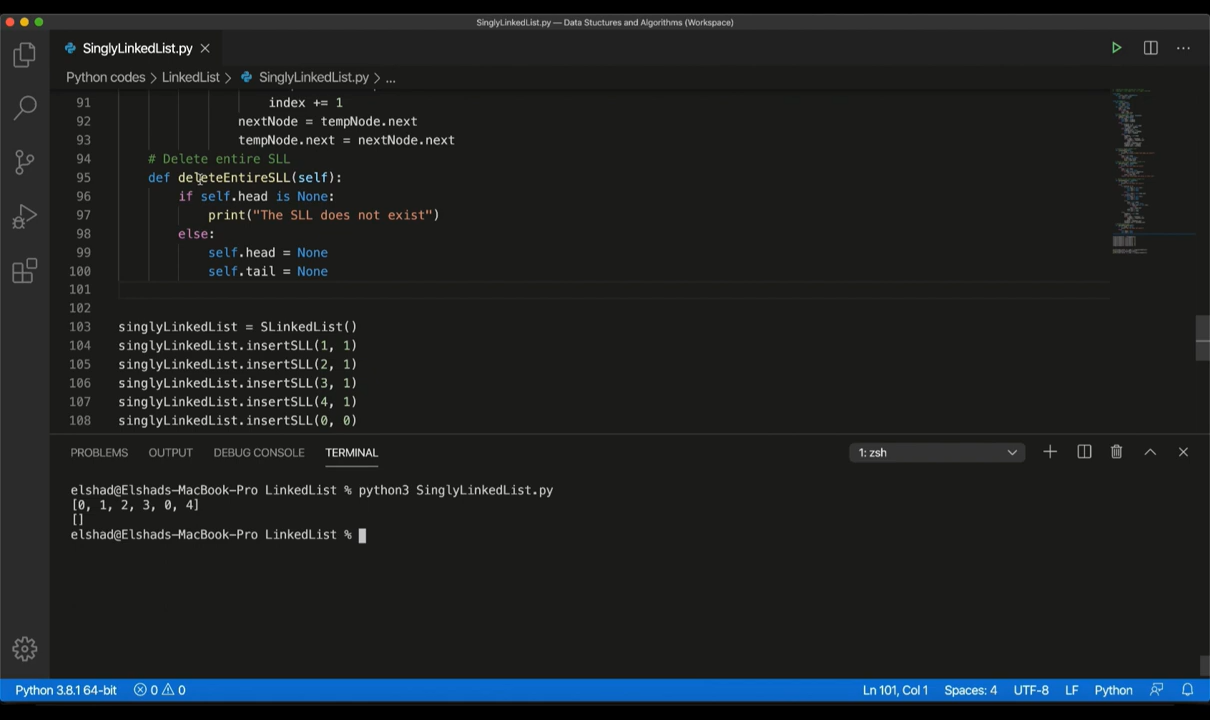 SinglyLinkedList.py — Data Stuctures and Algorithms (Workspace)
SinglyLinkedList.py
Python codes > LinkedList > SinglyLinkedList.py > ...
91 index += 1
92 nextNode = tempNode.next
93 tempNode.next = nextNode.next
94 # Delete entire SLL
95 def deleteEntireSLL(self):
96 if self.head is None:
97 print("The SLL does not exist")
98 else:
99 self.head = None
100 self.tail = None
101
102
103 singlyLinkedList = SLinkedList()
104 singlyLinkedList.insertSLL(1, 1)
105 singlyLinkedList.insertSLL(2, 1)
106 singlyLinkedList.insertSLL(3, 1)
107 singlyLinkedList.insertSLL(4, 1)
108 singlyLinkedList.insertSLL(0, 0)
PROBLEMS OUTPUT DEBUG CONSOLE TERMINAL 1: zsh
elshad@Elshads-MacBook-Pro LinkedList % python3 SinglyLinkedList.py
[0, 1, 2, 3, 0, 4]
[]
elshad@Elshads-MacBook-Pro LinkedList %
Python 3.8.1 64-bit 0 0 Ln 101, Col 1 Spaces: 4 UTF-8 LF Python